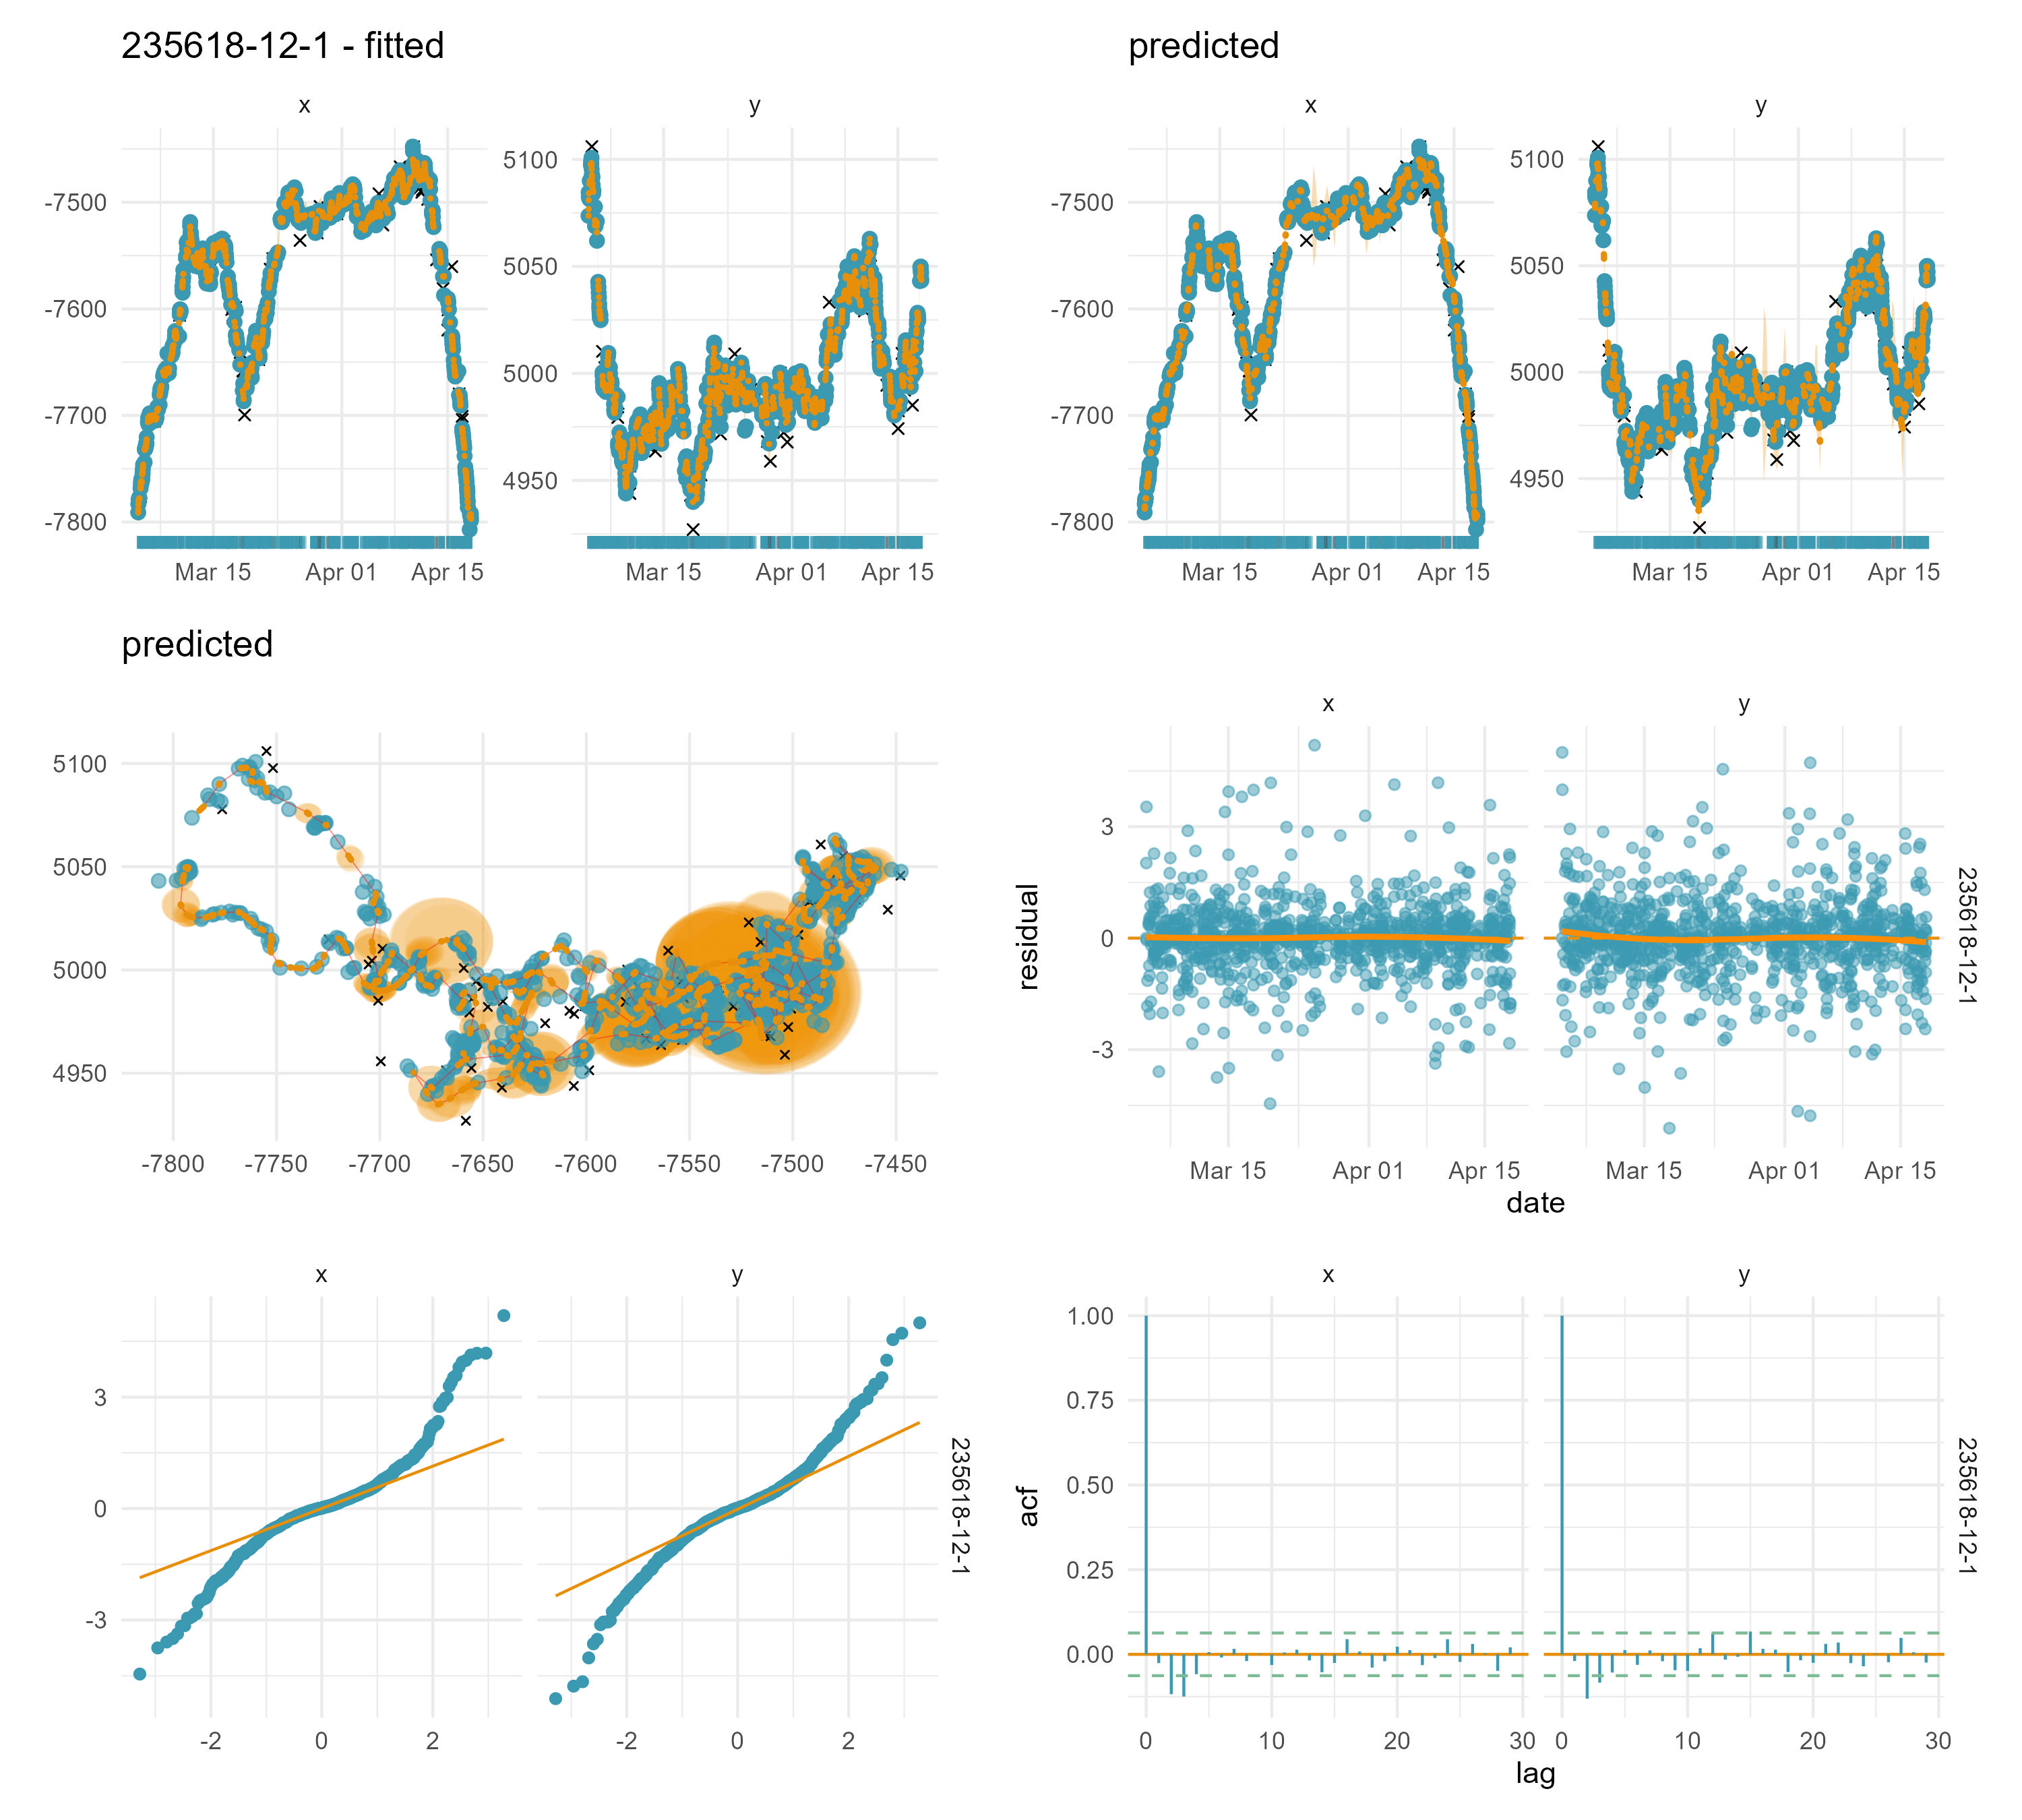 235618-12-1 - fitted
predicted
x
y
x
y
-7500
-7600
-7700
-7800
5100
5050
5000
4950
-7500
-7600
-7700
-7800
5100
5050
5000
4950
Mar 15
Apr 01
Apr 15
Mar 15
Apr 01
Apr 15
Mar 15
Apr 01
Apr 15
Mar 15
Apr 01
Apr 15
predicted
5100
5050
5000
4950
-7800
-7750
-7700
-7650
-7600
-7550
-7500
-7450
x
y
residual
3
0
-3
235618-12-1
Mar 15
Apr 01
Apr 15
Mar 15
Apr 01
Apr 15
date
x
y
3
0
-3
235618-12-1
-2
0
2
-2
0
2
x
y
acf
1.00
0.75
0.50
0.25
0.00
235618-12-1
0
10
20
30
0
10
20
30
lag